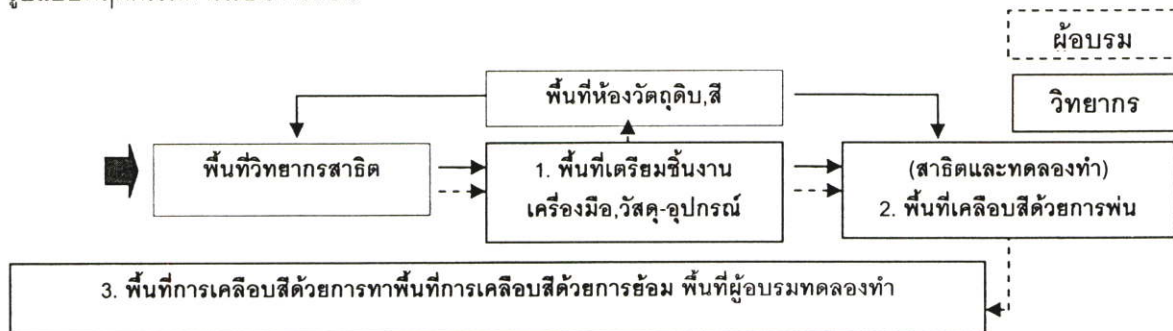 ผู้อบรม
พื้นที่ห้องวัตถุดิบ,สี
วิทยากร
พื้นที่วิทยากรสาธิต
1. พื้นที่เตรียมชิ้นงาน
เครื่องมือ,วัสดุ-อุปกรณ์
(สาธิตและทดลองทำ)
2. พื้นที่เคลือบสีด้วยการพ่น
3. พื้นที่การเคลือบสีด้วยการทาพื้นที่การเคลือบสีด้วยการย้อม พื้นที่ผู้อบรมทดลองทำ